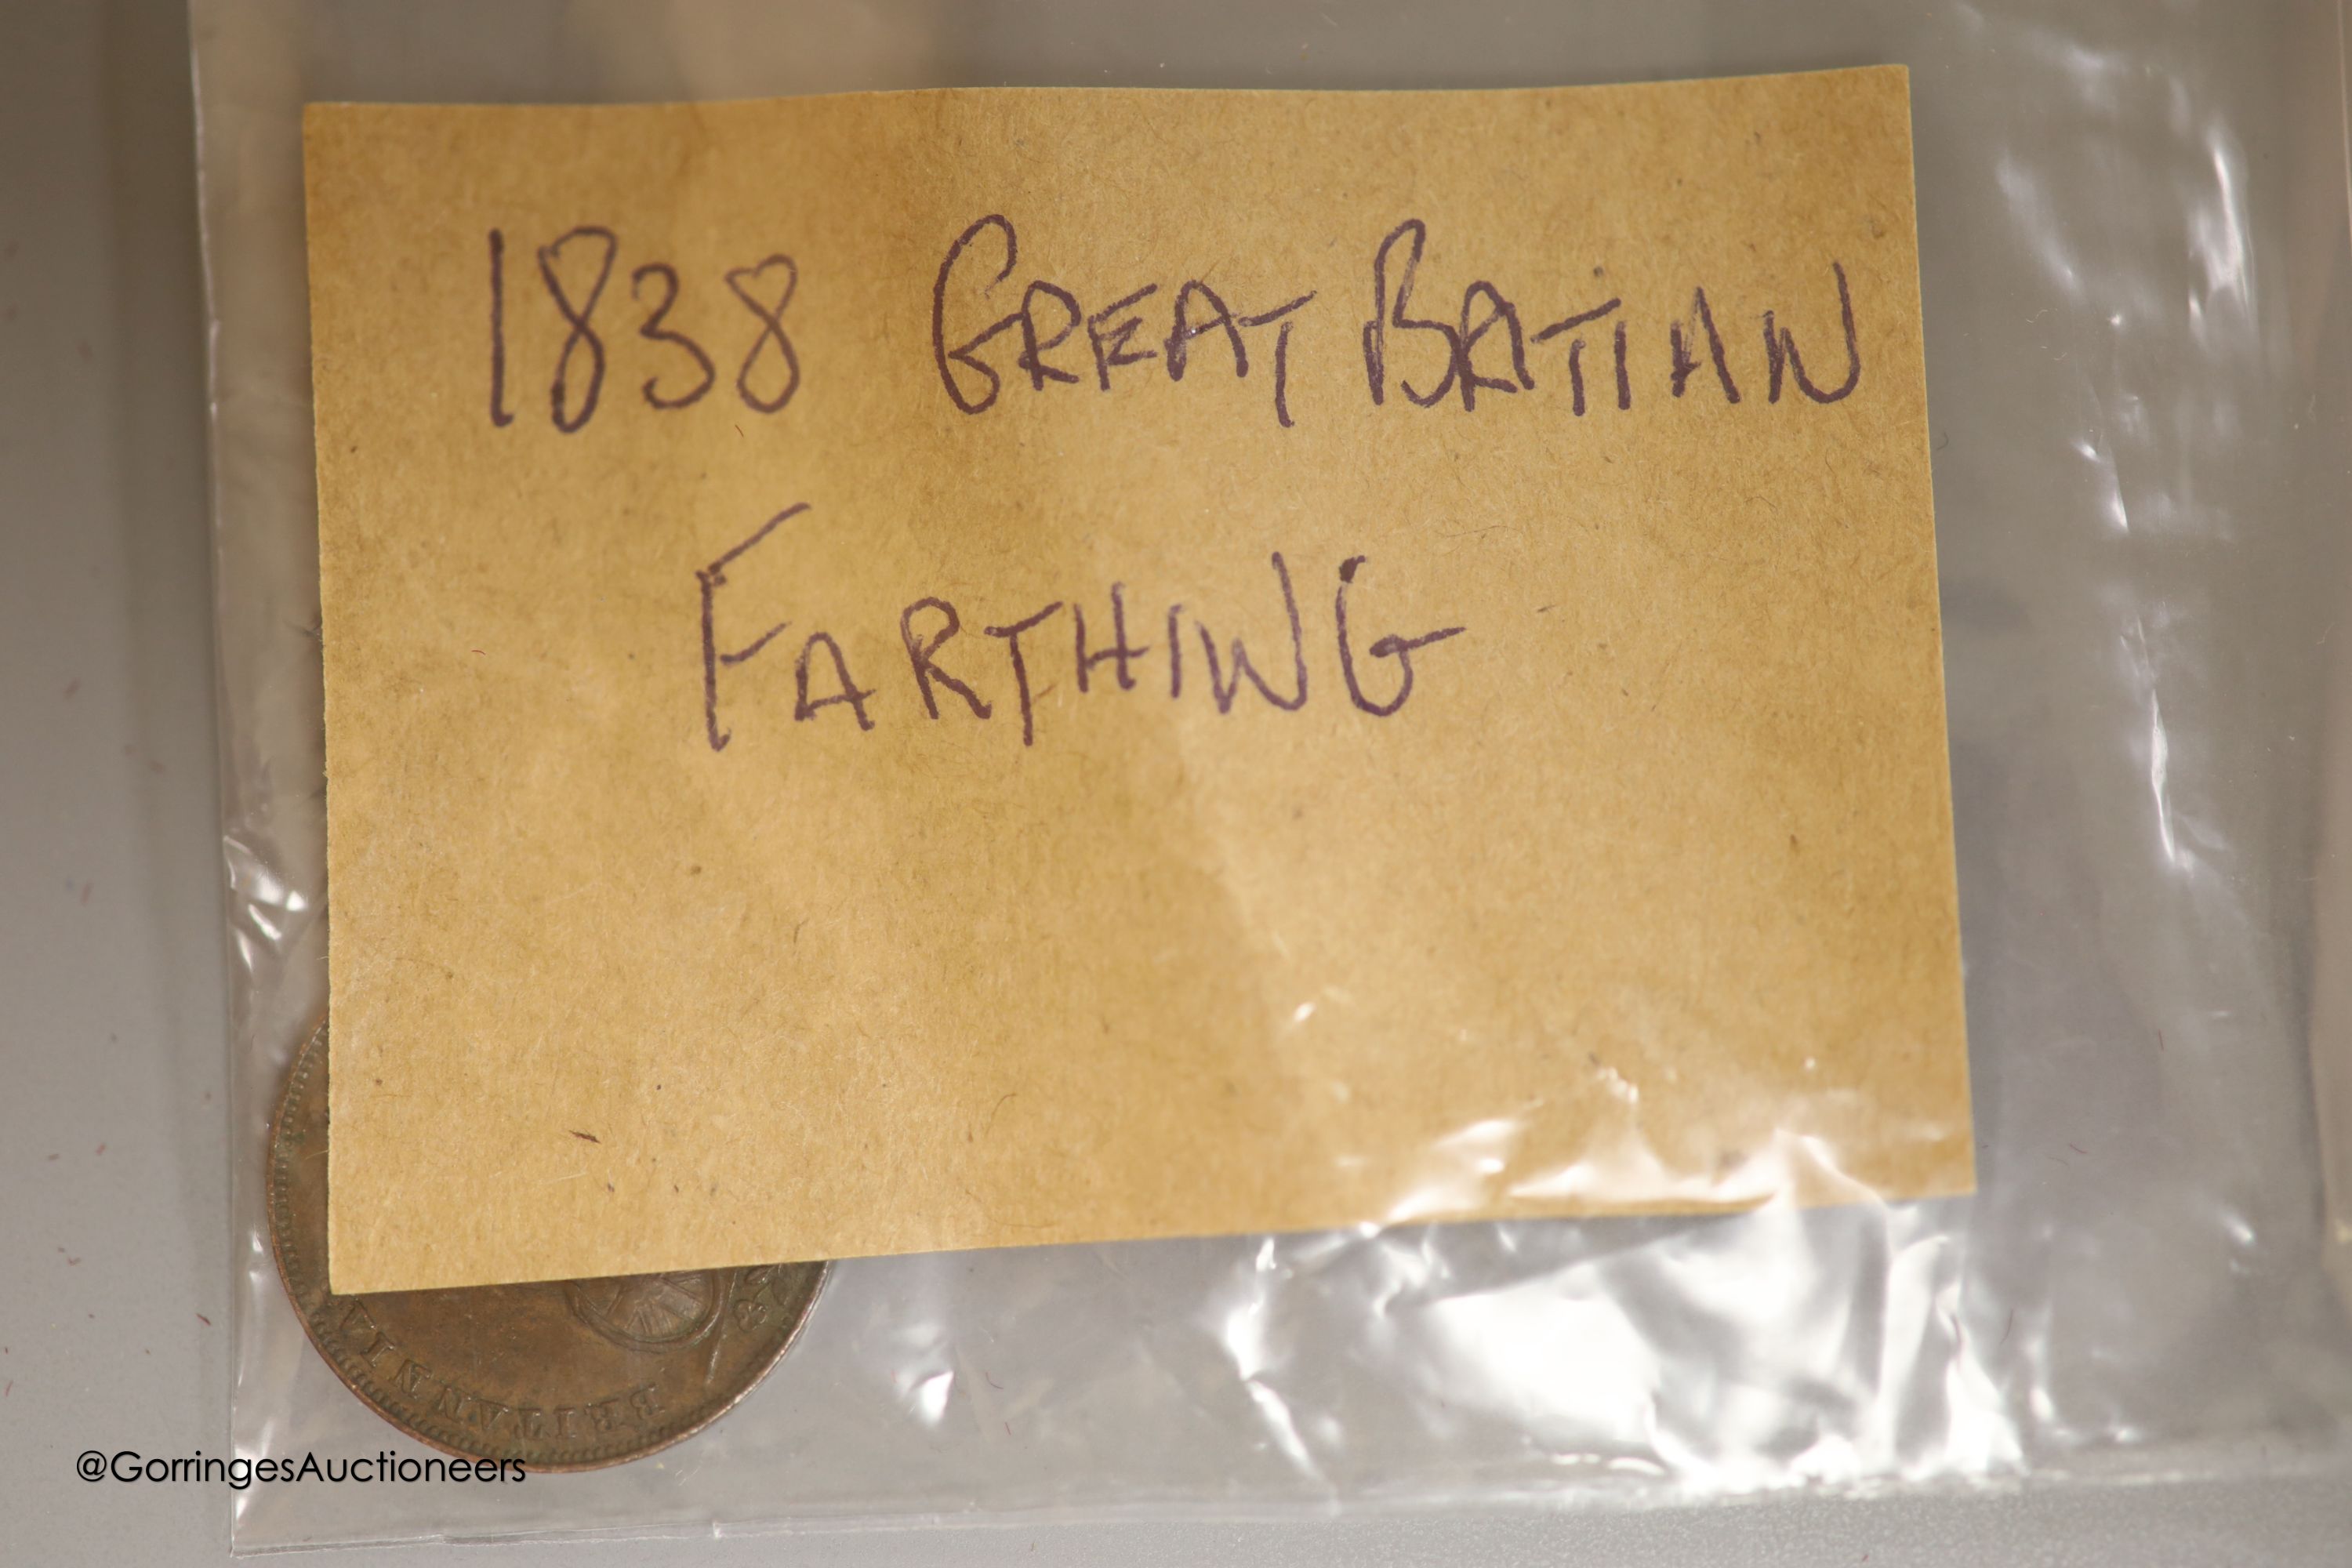 1838 GREAT BATIAN
FARTHING
BRITANNIA
@GorringesAuctioneers